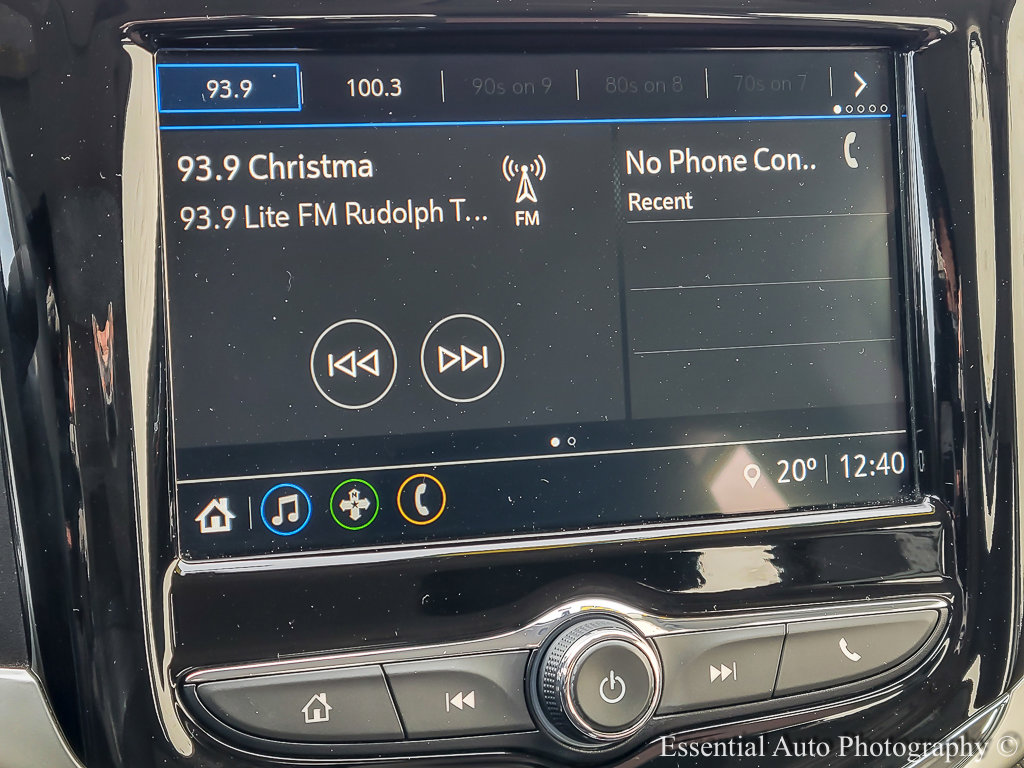 93.9 100.3 90s on 9 80s on 8 70s on 7
93.9 Christma
93.9 Lite FM Rudolph T...
FM
No Phone Con..
Recent
20° 12:40
N
Essential Auto Photography ©